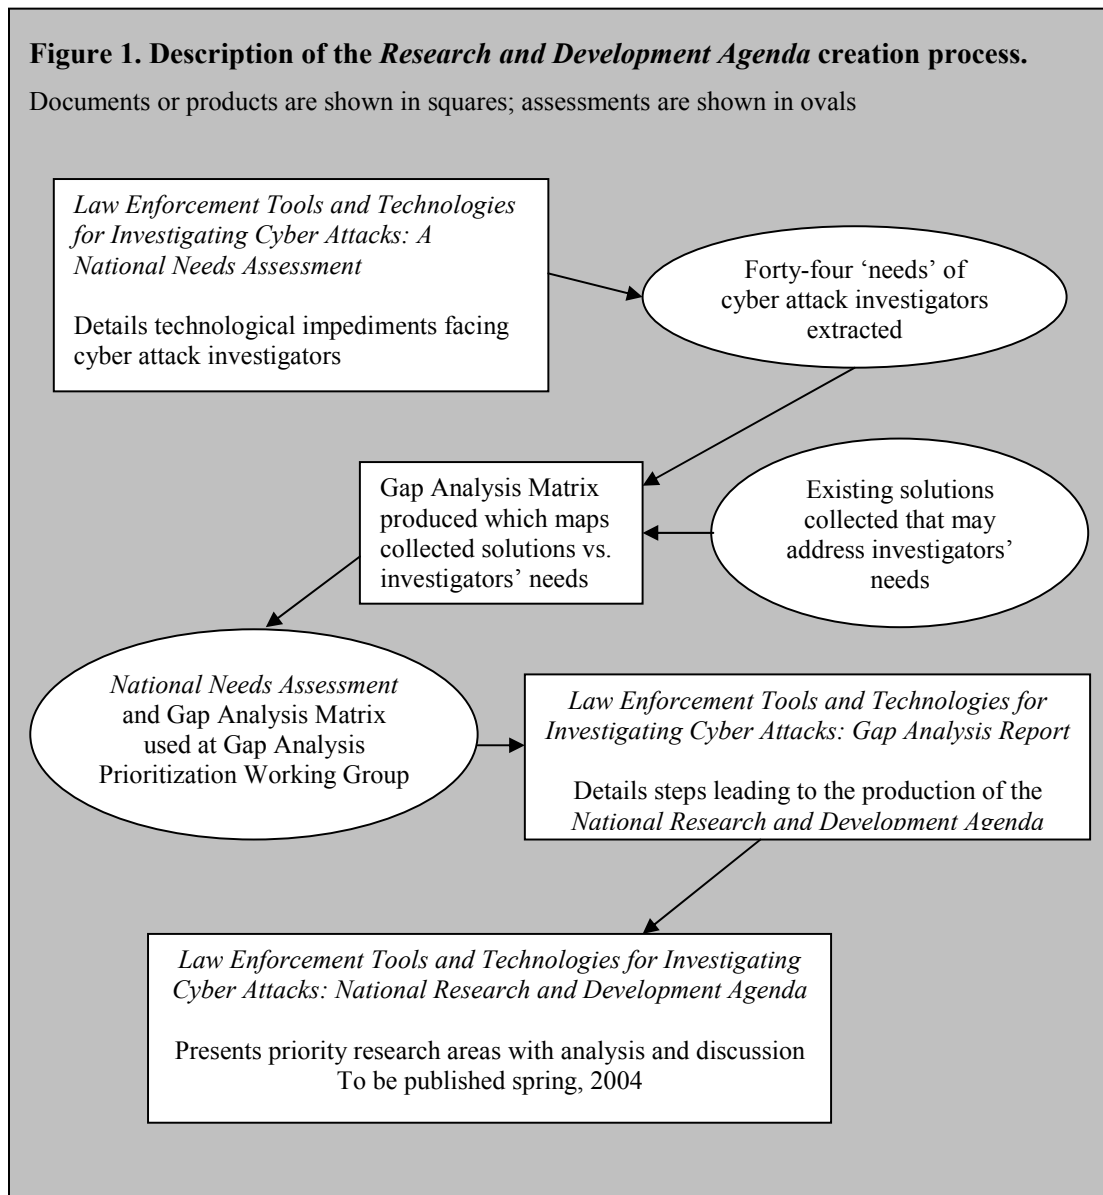 Figure 1. Description of the Research and Development Agenda creation process.
Documents or products are shown in squares; assessments are shown in ovals
Law Enforcement Tools and Technologies
for Investigating Cyber Attacks: A
National Needs Assessment
Details technological impediments facing
cyber attack investigators
Forty-four ‘needs’ of
cyber attack investigators
extracted
Gap Analysis Matrix
produced which maps
collected solutions vs.
investigators’ needs
Existing solutions
collected that may
address investigators’
needs
National Needs Assessment
and Gap Analysis Matrix
used at Gap Analysis
Prioritization Working Group
Law Enforcement Tools and Technologies for
Investigating Cyber Attacks: Gap Analysis Report
Details steps leading to the production of the
National Research and Development Agenda
Law Enforcement Tools and Technologies for Investigating
Cyber Attacks: National Research and Development Agenda
Presents priority research areas with analysis and discussion
To be published spring, 2004